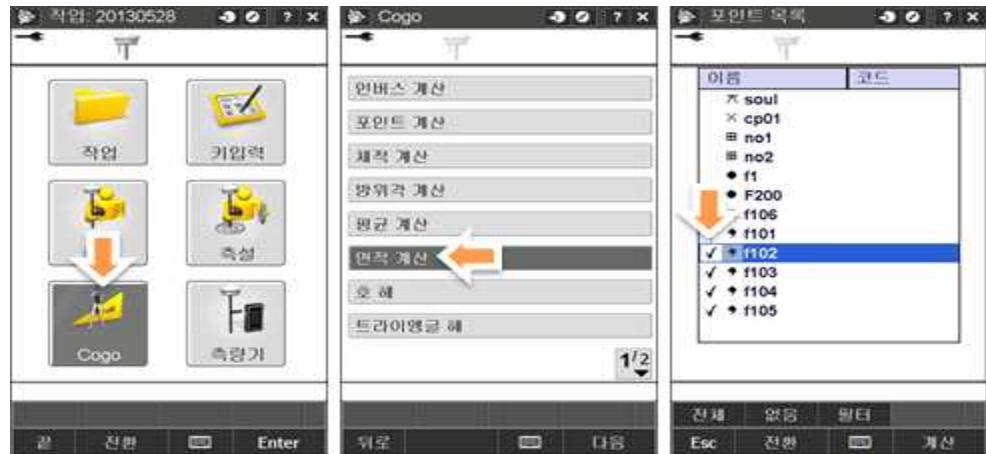 작업: 20130528
? ×
작업
키입력
측설
Cogo
측량기
끝
전환
Enter
Cogo
? ×
인버스 계산
포인트 계산
체적 계산
방위각 계산
평균 계산
면적 계산
호 해
트라이앵글 해
1/2
뒤로
다음
포인트 목록
? ×
이름
코드
soul
cp01
no1
no2
f1
F200
f106
f101
f102
f103
f104
f105
전체
없음
필터
Esc
전환
계산